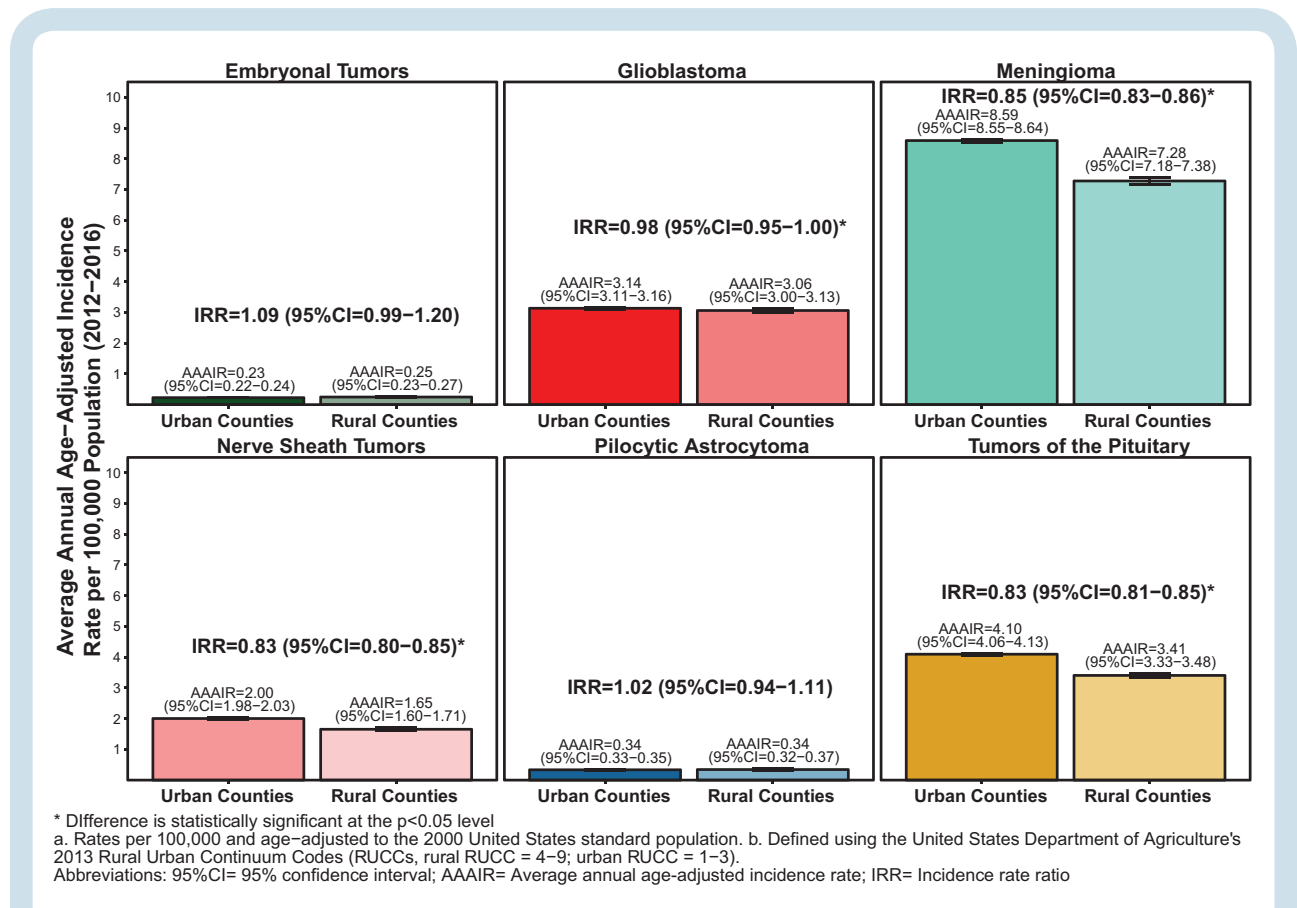 Average Annual Age−Adjusted Incidence
Rate per 100,000 Population (2012−2016)
Embryonal Tumors
10
9
8
7
6
5
4
3
2
1
IRR=1.09 (95%CI=0.99−1.20)
AAAIR=0.23
(95%CI=0.22−0.24)
AAAIR=0.25
(95%CI=0.23−0.27)
Urban Counties
Rural Counties
Glioblastoma
IRR=0.98 (95%CI=0.95−1.00)*
AAAIR=3.14
(95%CI=3.11−3.16)
AAAIR=3.06
(95%CI=3.00−3.13)
Urban Counties
Rural Counties
Meningioma
IRR=0.85 (95%CI=0.83−0.86)*
AAAIR=8.59
(95%CI=8.55−8.64)
AAAIR=7.28
(95%CI=7.18−7.38)
Urban Counties
Rural Counties
Nerve Sheath Tumors
10
9
8
7
6
5
4
3
2
1
IRR=0.83 (95%CI=0.80−0.85)*
AAAIR=2.00
(95%CI=1.98−2.03)
AAAIR=1.65
(95%CI=1.60−1.71)
Urban Counties
Rural Counties
Pilocytic Astrocytoma
IRR=1.02 (95%CI=0.94−1.11)
AAAIR=0.34
(95%CI=0.33−0.35)
AAAIR=0.34
(95%CI=0.32−0.37)
Urban Counties
Rural Counties
Tumors of the Pituitary
IRR=0.83 (95%CI=0.81−0.85)*
AAAIR=4.10
(95%CI=4.06−4.13)
AAAIR=3.41
(95%CI=3.33−3.48)
Urban Counties
Rural Counties
* DIfference is statistically significant at the p<0.05 level
a. Rates per 100,000 and age−adjusted to the 2000 United States standard population. b. Defined using the United States Department of Agriculture's
2013 Rural Urban Continuum Codes (RUCCs, rural RUCC = 4−9; urban RUCC = 1−3).
Abbreviations: 95%CI= 95% confidence interval; AAAIR= Average annual age-adjusted incidence rate; IRR= Incidence rate ratio